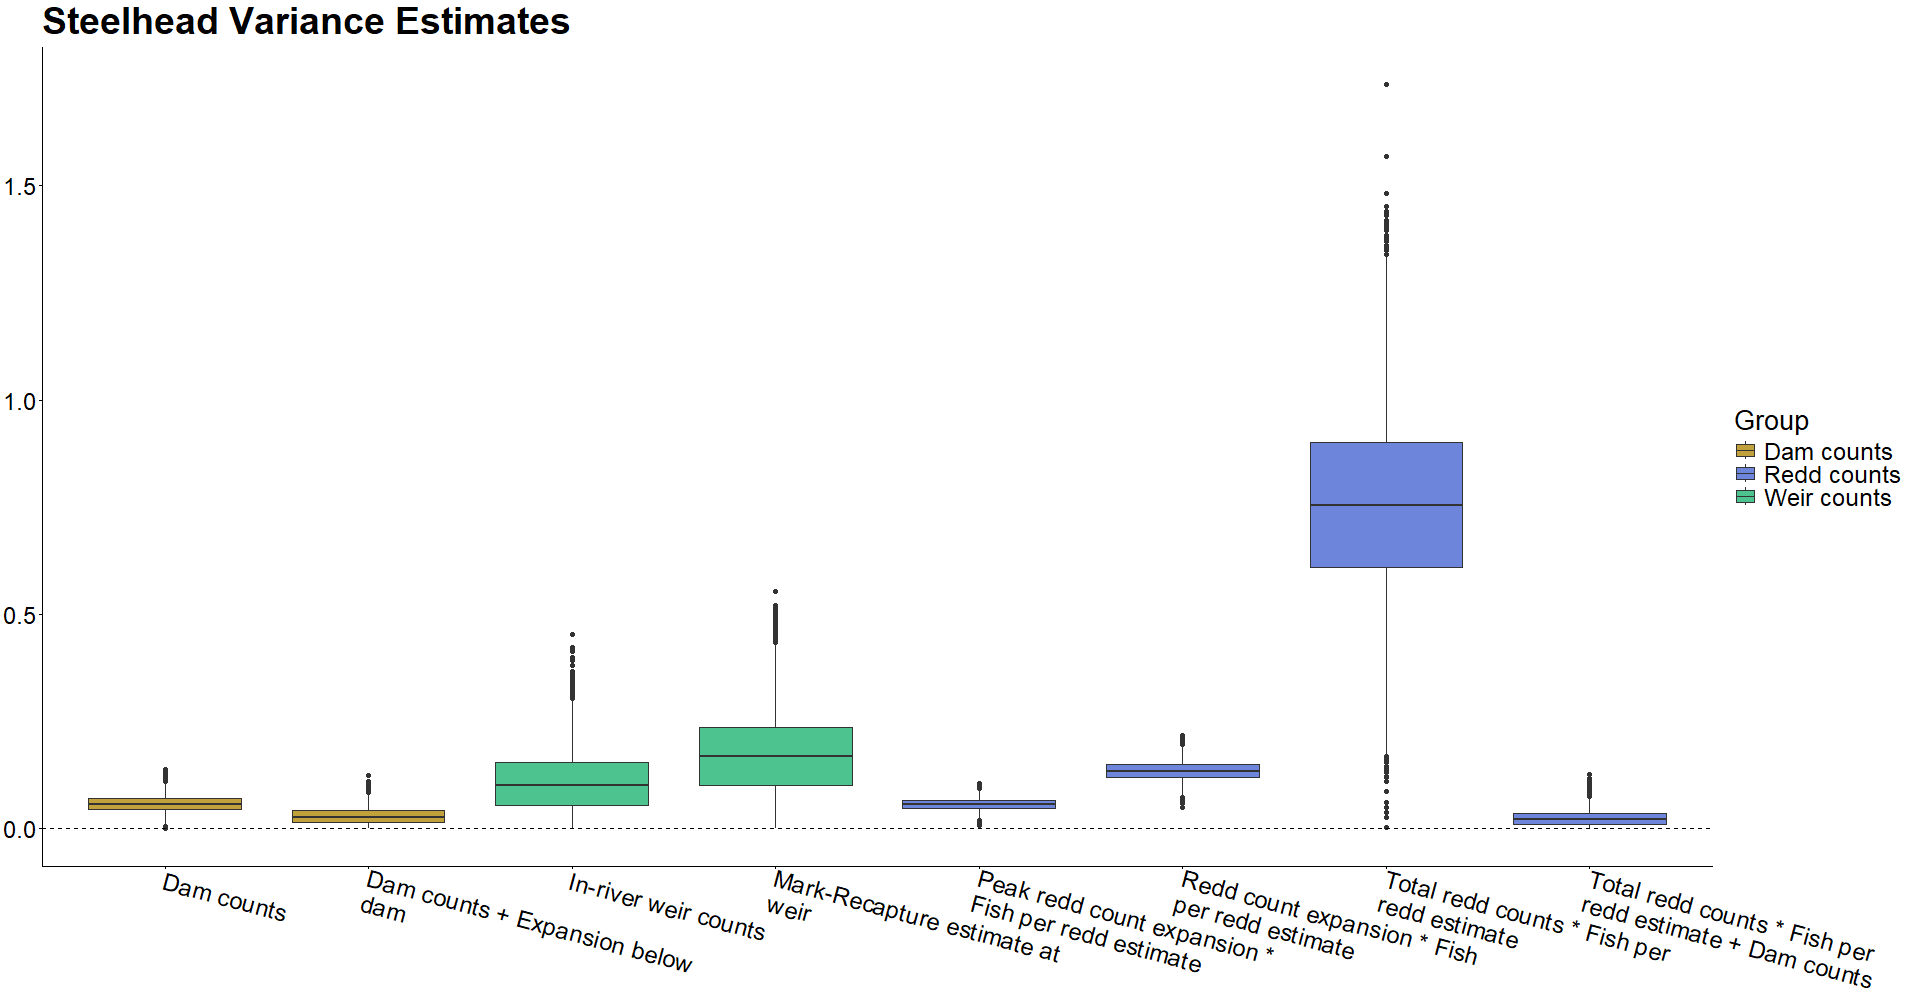 Steelhead Variance Estimates
1.5
1.0
0.5
0.0
Dam counts
Dam counts + Expansion below
dam
In-river weir counts
Mark-Recapture estimate at
weir
Peak redd count expansion *
Fish per redd estimate
Redd count expansion * Fish
per redd estimate
Total redd counts * Fish per
redd estimate
Total redd counts * Fish per
redd estimate + Dam counts
Group
Dam counts
Redd counts
Weir counts